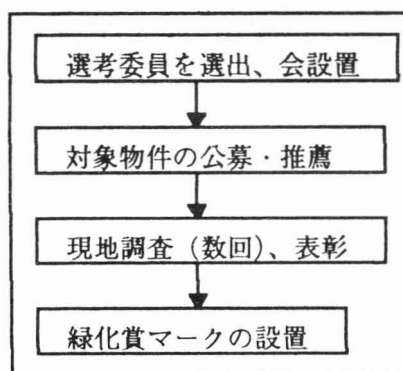 選考委員を選出、会設置
対象物件の公募・推薦
現地調査（数回）、表彰
緑化賞マークの設置